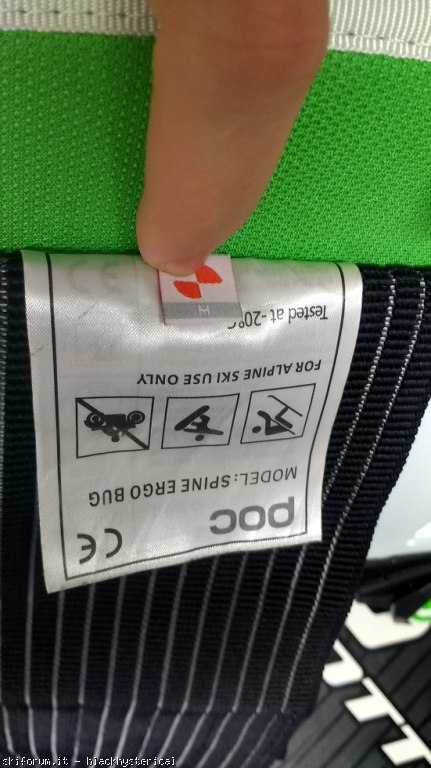 poc
CE
MODEL: SPINE ERGO BUG
FOR ALPINE SKI USE ONLY
Tested at -20°C
skiforum.it - blackhysterical